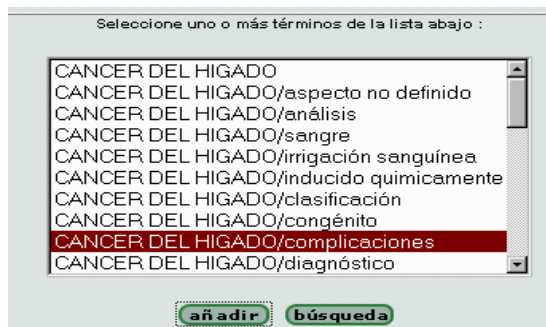 Seleccione uno o más términos de la lista abajo :
CANCER DEL HIGADO
CANCER DEL HIGADO/aspecto no definido
CANCER DEL HIGADO/análisis
CANCER DEL HIGADO/sangre
CANCER DEL HIGADO/irrigación sanguínea
CANCER DEL HIGADO/inducido quimicamente
CANCER DEL HIGADO/clasificación
CANCER DEL HIGADO/congénito
CANCER DEL HIGADO/complicaciones
CANCER DEL HIGADO/diagnóstico
añadir búsqueda